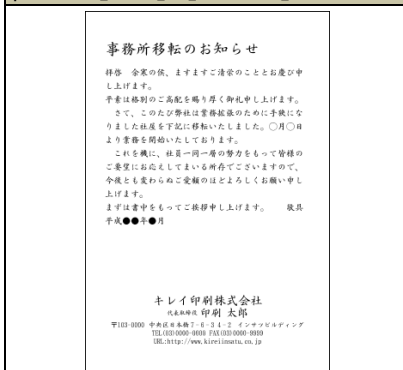 事務所移転のお知らせ
拝啓　余寒の候、ますますご清栄のこととお慶び申
し上げます。
平素は格別のご高配を賜り厚く御礼申し上げます。
　さて、このたび弊社は業務拡張のために手狭にな
りました社屋を下記に移転いたしました。〇月〇日
より業務を開始いたしております。
　これを機に、社員一同一層の努力をもって皆様の
ご要望にお応えしてまいる所存でございますので、
今後とも変わらぬご愛顧のほどよろしくお願い申し
上げます。
まずは書中をもってご挨拶申し上げます。　敬具
平成●●年●月
キレイ印刷株式会社
代表取締役 印刷 太郎
〒103-0000 中央区日本橋7-6-34-2 インサツビルディング
TEL(03)0000-0000 FAX(03)0000-9999
URL:http://www.kireiinsatu.co.jp